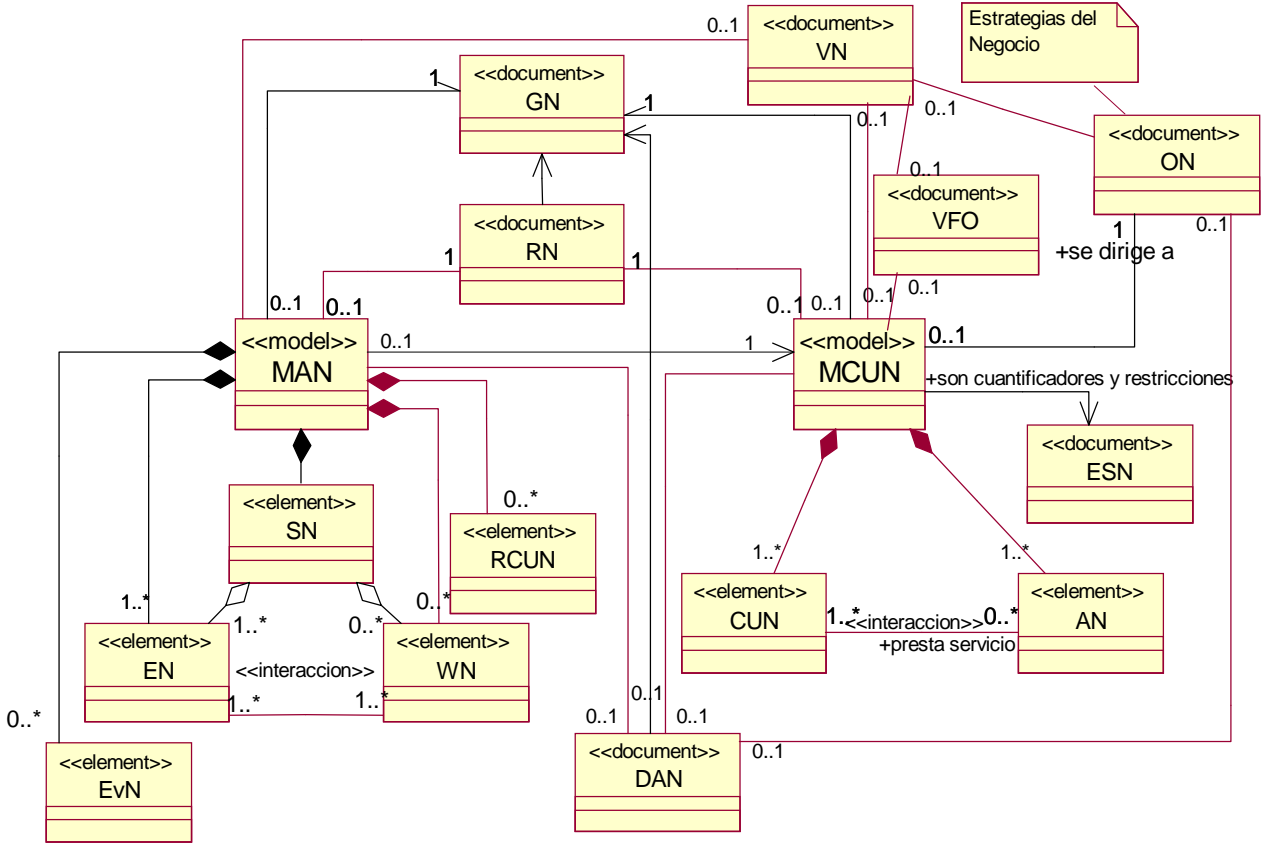 0..1
<<document>>
VN
Estrategias del
Negocio
<<document>>
GN
1
1
0..1
0..1
<<document>>
ON
0..1
<<document>>
VFO
<<document>>
RN
1
0..1
+se dirige a
1
1
0..1
0..1
0..1
0..1
0..1
0..1
<<model>>
MAN
0..1
1
<<model>>
MCUN
0..1
+son cuantificadores y restricciones
<<document>>
ESN
<<element>>
SN
0..*
<<element>>
RCUN
1..*
1..*
1..*
0..*
1..*
0..*
<<element>>
EN
<<interaccion>>
<<element>>
WN
<<element>>
CUN
1..*
<<interaccion>>
0..*
+presta servicio
<<element>>
AN
1..*
1..*
0..*
0..1
0..1
0..1
0..1
<<element>>
EvN
<<document>>
DAN